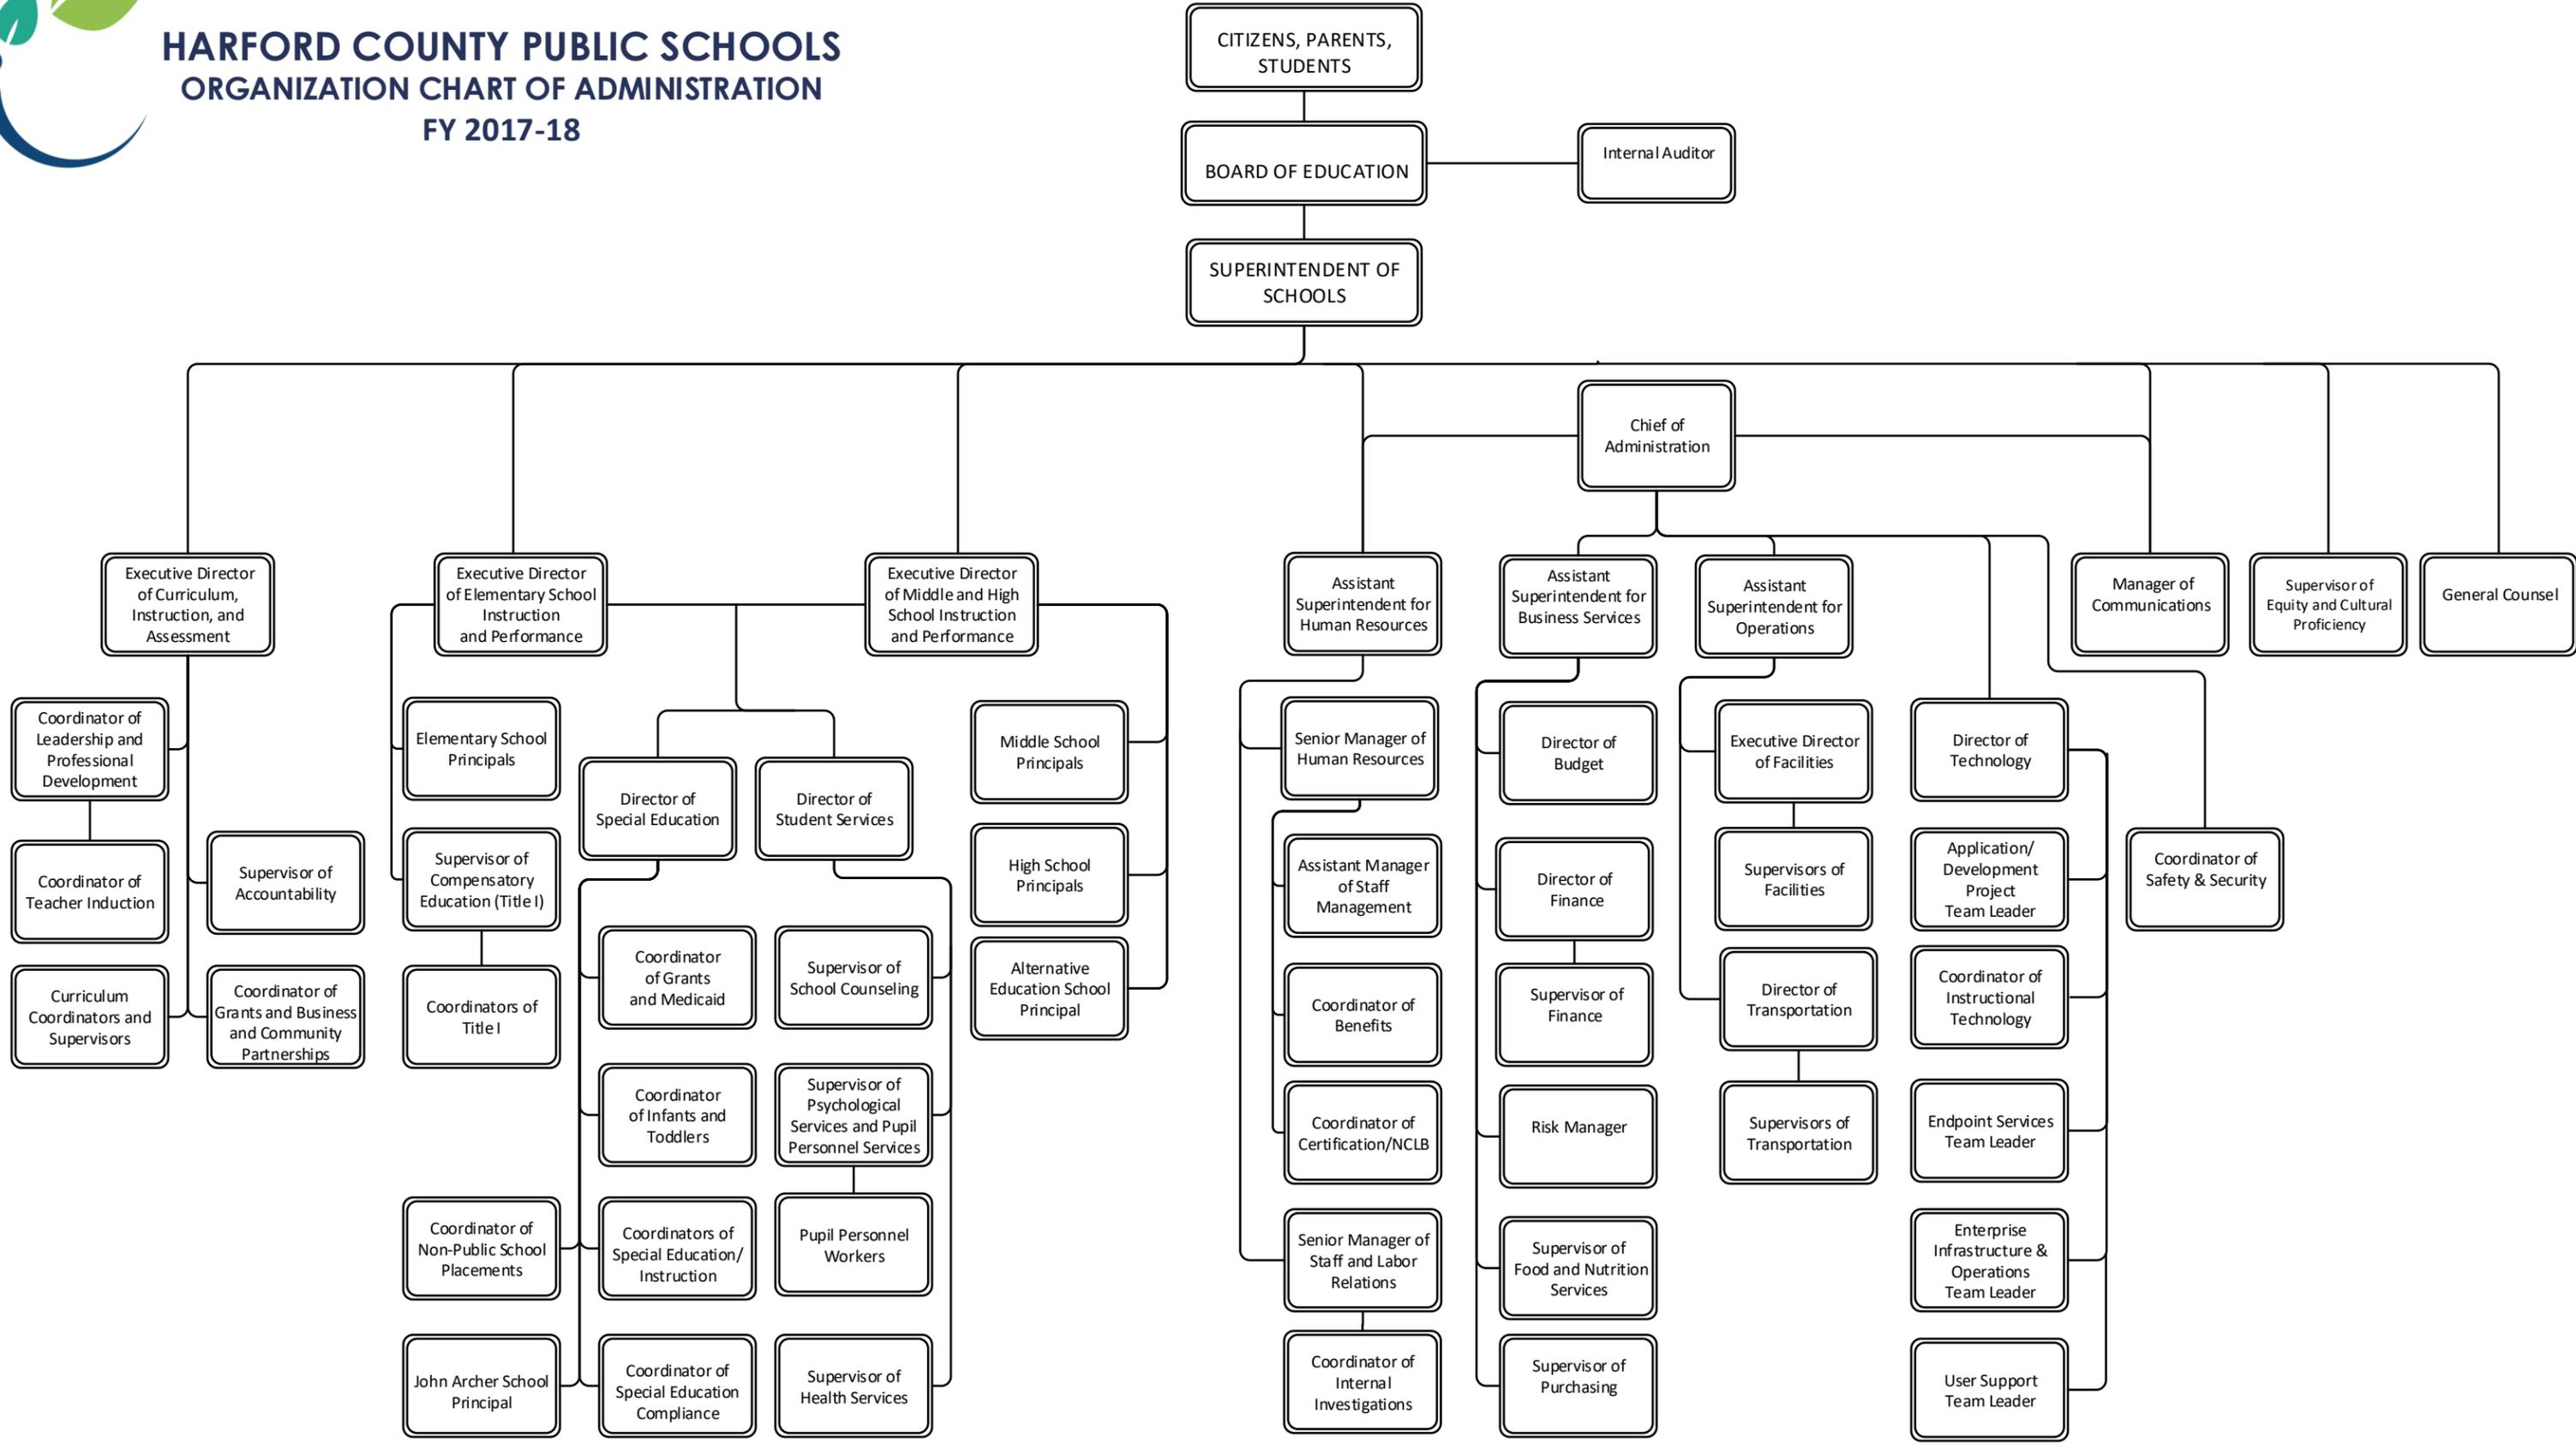 HARFORD COUNTY PUBLIC SCHOOLS
ORGANIZATION CHART OF ADMINISTRATION
FY 2017-18
CITIZENS, PARENTS,
STUDENTS
BOARD OF EDUCATION
Internal Auditor
SUPERINTENDENT OF
SCHOOLS
Chief of
Administration
Executive Director
of Curriculum,
Instruction, and
Assessment
Executive Director
of Elementary School
Instruction
and Performance
Executive Director
of Middle and High
School Instruction
and Performance
Assistant
Superintendent for
Human Resources
Assistant
Superintendent for
Business Services
Assistant
Superintendent for
Operations
Manager of
Communications
Supervisor of
Equity and Cultural
Proficiency
General Counsel
Coordinator of
Leadership and
Professional
Development
Coordinator of
Teacher Induction
Curriculum
Coordinators and
Supervisors
Supervisor of
Accountability
Coordinator of
Grants and Business
and Community
Partnerships
Elementary School
Principals
Supervisor of
Compensatory
Education (Title I)
Coordinators of
Title I
Coordinator of
Non-Public School
Placements
John Archer School
Principal
Director of
Special Education
Coordinator
of Grants
and Medicaid
Coordinator
of Infants and
Toddlers
Coordinators of
Special Education/
Instruction
Coordinator of
Special Education
Compliance
Director of
Student Services
Supervisor of
School Counseling
Supervisor of
Psychological
Services and Pupil
Personnel Services
Pupil Personnel
Workers
Supervisor of
Health Services
Middle School
Principals
High School
Principals
Alternative
Education School
Principal
Senior Manager of
Human Resources
Assistant Manager
of Staff
Management
Coordinator of
Benefits
Coordinator of
Certification/NCLB
Senior Manager of
Staff and Labor
Relations
Coordinator of
Internal
Investigations
Director of
Budget
Director of
Finance
Supervisor of
Finance
Risk Manager
Supervisor of
Food and Nutrition
Services
Supervisor of
Purchasing
Executive Director
of Facilities
Supervisors of
Facilities
Director of
Transportation
Supervisors of
Transportation
Director of
Technology
Application/
Development
Project
Team Leader
Coordinator of
Instructional
Technology
Endpoint Services
Team Leader
Enterprise
Infrastructure &
Operations
Team Leader
User Support
Team Leader
Coordinator of
Safety & Security